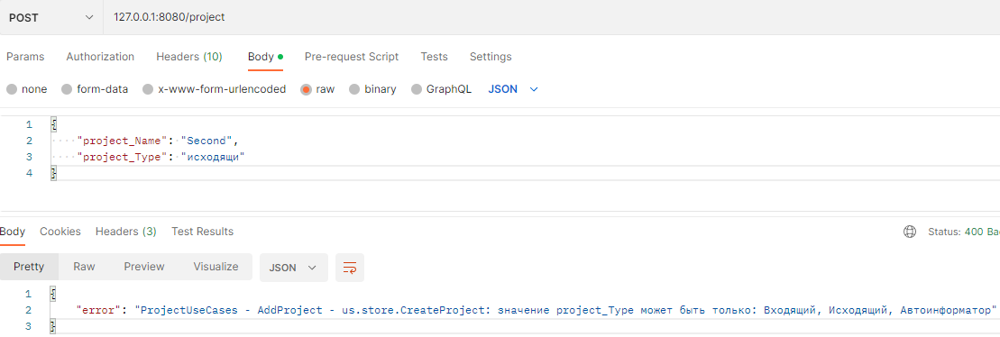 POST 127.0.0.1:8080/project
Params Authorization Headers (10) Body Pre-request Script Tests Settings
none form-data x-www-form-urlencoded raw binary GraphQL JSON
1 {
2 "project_Name": "Second",
3 "project_Type": "исходящи"
4 }
Body Cookies Headers (3) Test Results Status: 400 Ba
Pretty Raw Preview Visualize JSON
1 {
2 "error": "ProjectUseCases - AddProject - us.store.CreateProject: значение project_Type может быть только: Входящий, Исходящий, Автоинформатор"
3 }